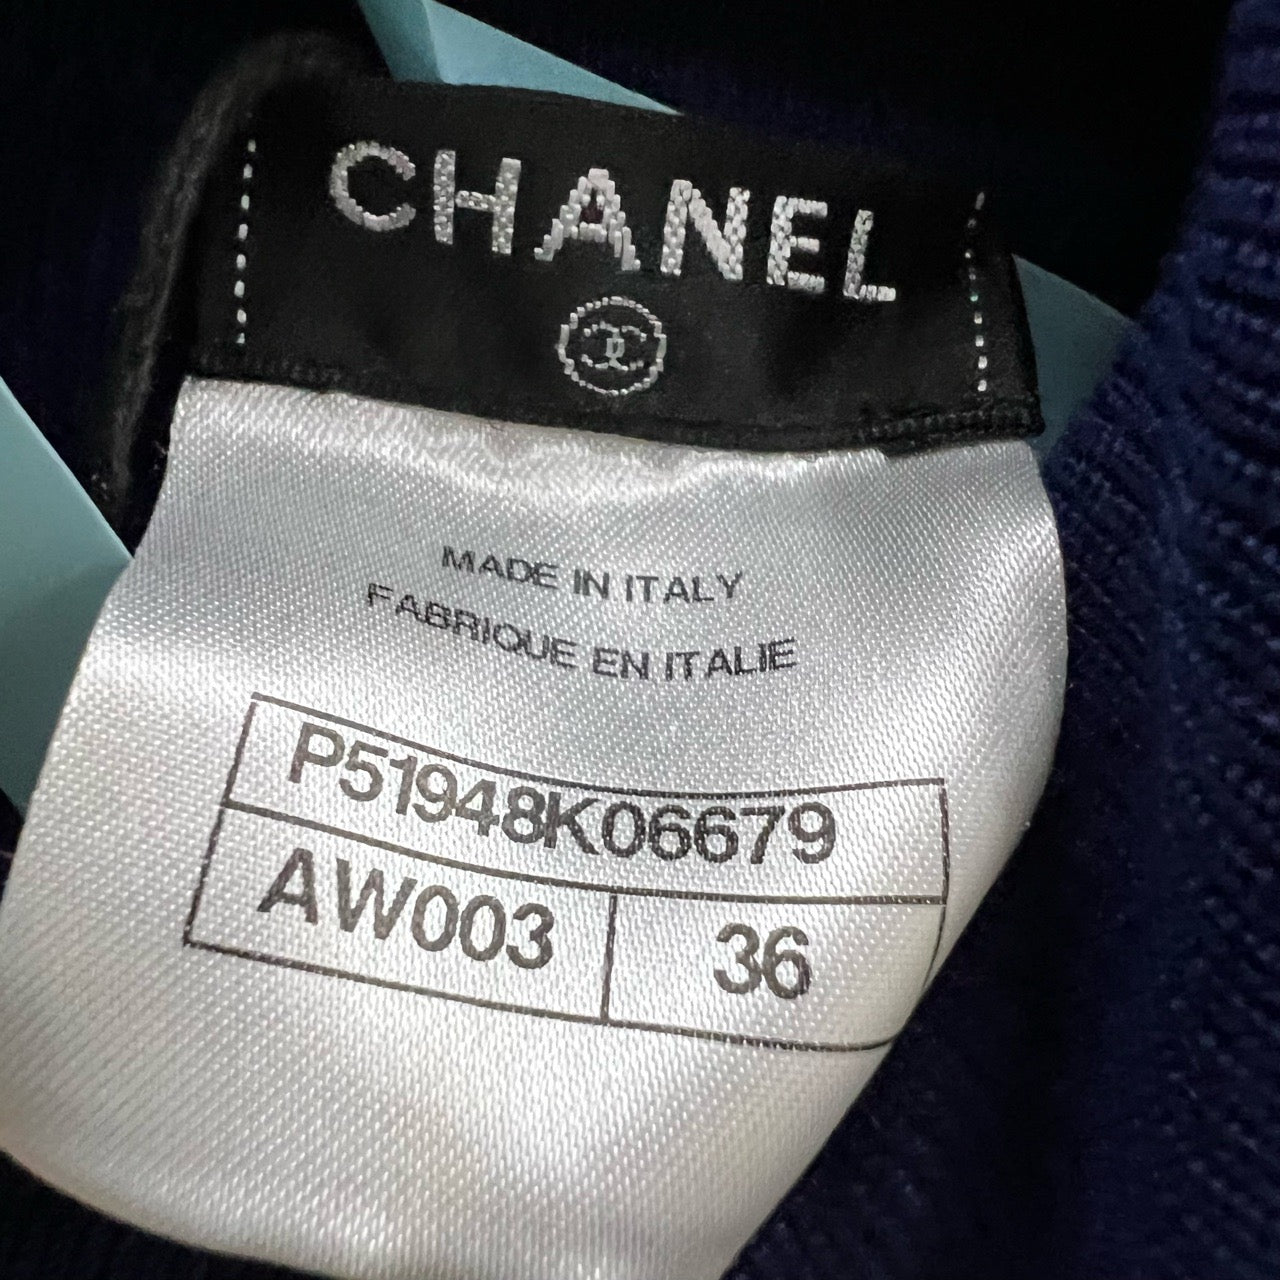 CHANEL
MADE IN ITALY
FABRIQUE EN ITALIE
P51948K06679
AW003 36